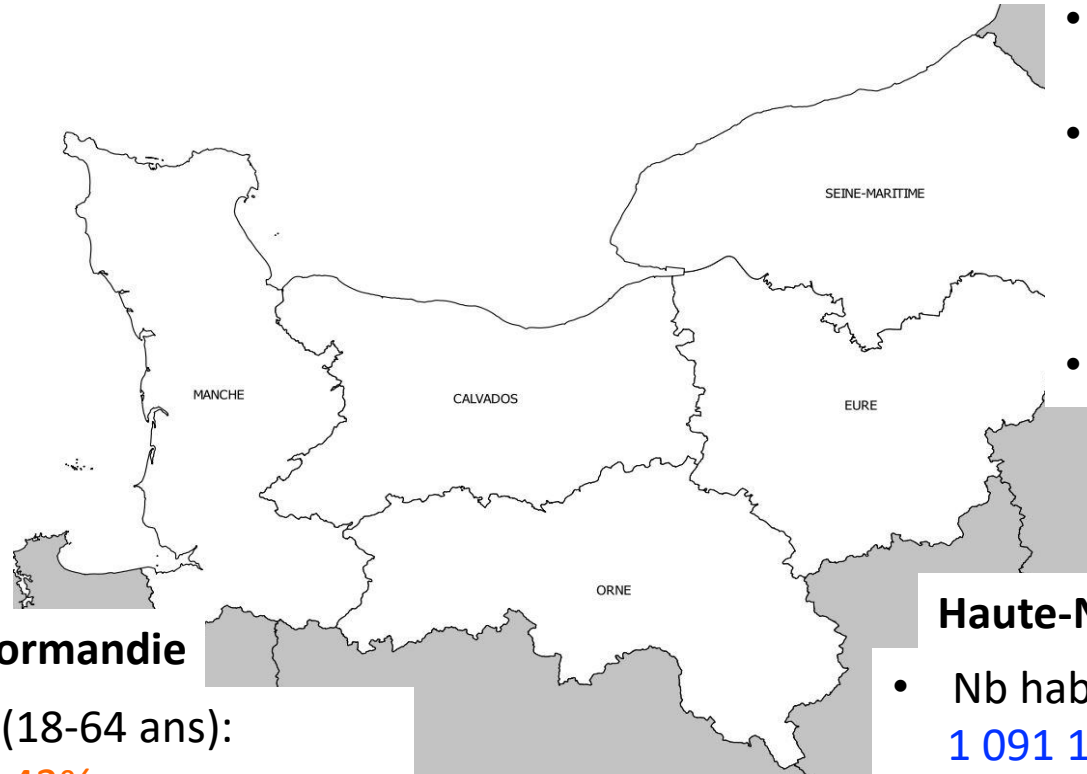 •
•
SEINE-MARITIME
•
MANCHE
CALVADOS
EURE
ORNE
ormandie
(18-64 ans):
Haute-N
• Nb hab
1 091 1